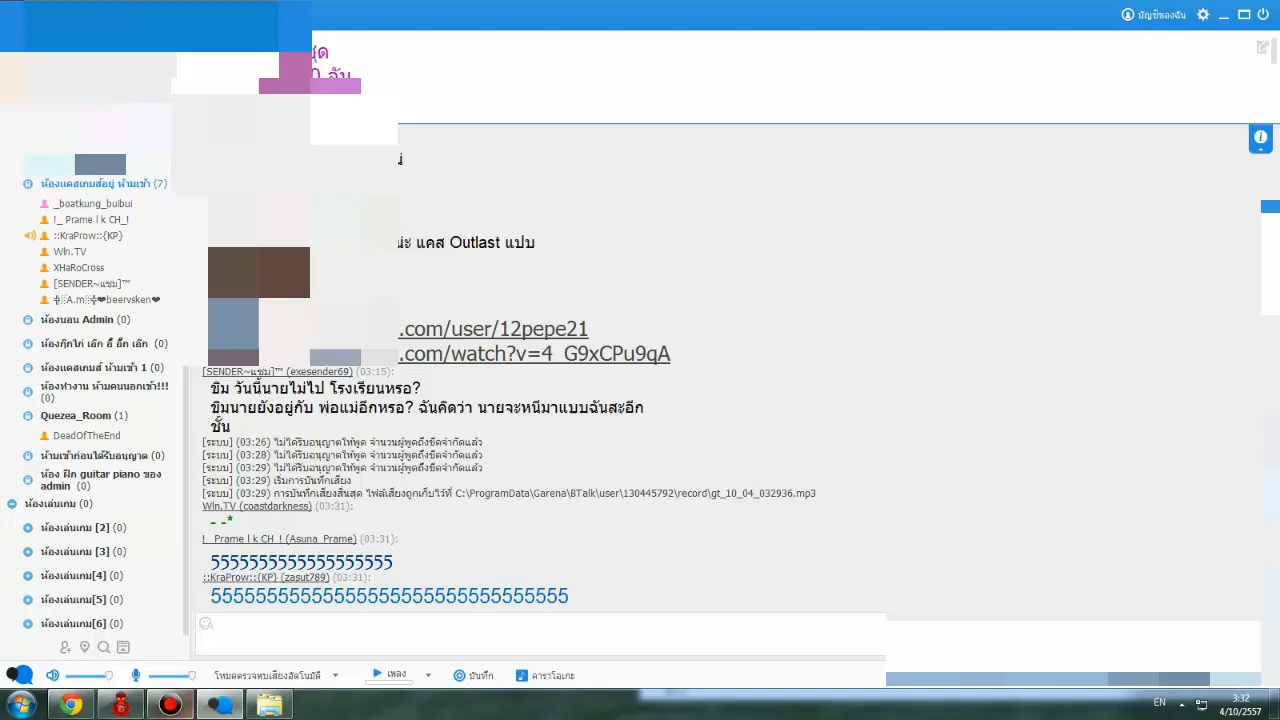 บัญชีของฉัน
ชุด
ห้องแคสเกมส์อยู่ ห้ามเข้า (7)
_boatkung_buibui
!_ Prame l k CH_!
::KraProw::{KP}
Wln.TV
XHaRoCross
[SENDER~แซม]™
ห้องนอน Admin (0)
ห้องกุ๊กไก่ เอ้ก อี้ อี๊ก เอ้ก (0)
ห้องแคสเกมส์ ห้ามเข้า 1 (0)
ห้องทำงาน ห้ามคนนอกเข้า!!!
(0)
Quezea_Room (1)
DeadOfTheEnd
ห้ามเข้าก่อนได้รับอนุญาต (0)
ห้อง ฝึก guitar piano ของ
admin (0)
ห้องเล่นเกม (0)
ห้องเล่นเกม [2] (0)
ห้องเล่นเกม [3] (0)
ห้องเล่นเกม[4] (0)
ห้องเล่นเกม[5] (0)
ห้องเล่นเกม[6] (0)
น่ะ แคส Outlast แปบ
.com/user/12pepe21
.com/watch?v=4_G9xCPu9qA
[SENDER~แซม]™ (exesender69) (03:15):
ขิม วันนี้นายไม่ไป โรงเรียนหรอ?
ขิมนายยังอยู่กับ พ่อแม่อีกหรอ? ฉันคิดว่า นายจะหนีมาแบบฉันสะอีก
ชั้น
[ระบบ] (03:26) ไม่ได้รับอนุญาตให้พูด จำนวนผู้พูดถึงขีดจำกัดแล้ว
[ระบบ] (03:28) ไม่ได้รับอนุญาตให้พูด จำนวนผู้พูดถึงขีดจำกัดแล้ว
[ระบบ] (03:29) ไม่ได้รับอนุญาตให้พูด จำนวนผู้พูดถึงขีดจำกัดแล้ว
[ระบบ] (03:29) เริ่มการบันทึกเสียง
[ระบบ] (03:29) การบันทึกเสียงสิ้นสุด ไฟล์เสียงถูกเก็บไว้ที่ C:\ProgramData\Garena\BTalk\user\130445792\record\gt_10_04_032936.mp3
Wln.TV (coastdarkness) (03:31):
- -*
!_ Prame l k CH_! (Asuna_Prame) (03:31):
5555555555555555555
::KraProw::{KP} (zasut789) (03:31):
55555555555555555555555555555555
โหมดตรวจพบเสียงอัตโนมัติ
เพลง
บันทึก
คาราโอเกะ
EN
3:32
4/10/2557